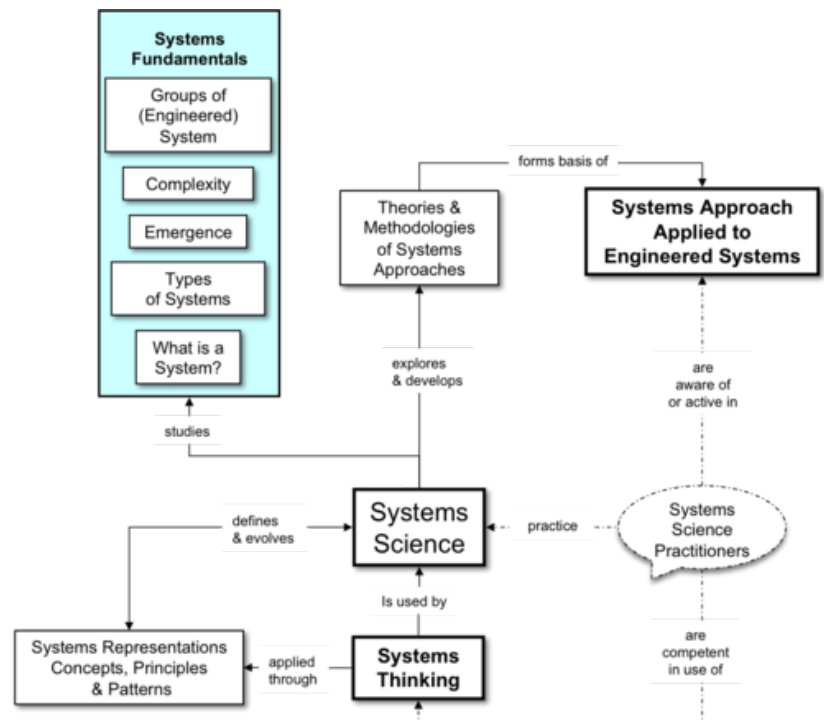 Systems
Fundamentals
Groups of
(Engineered)
System
Complexity
Emergence
Types
of Systems
What is a
System?
studies
forms basis of
Theories &
Methodologies
of Systems
Approaches
Systems Approach
Applied to
Engineered Systems
explores
& develops
are
aware of
or active in
defines
& evolves
Systems
Science
practice
Systems
Science
Practitioners
Is used by
Systems Representations
Concepts, Principles
& Patterns
applied
through
Systems
Thinking
are
competent
in use of